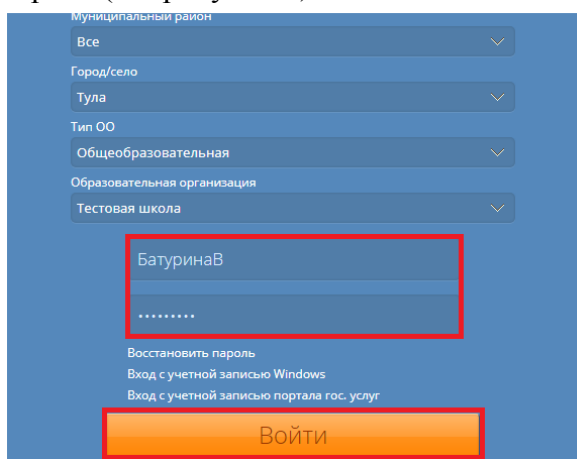 Муниципальный район
Все
Город/село
Тула
Тип ОО
Общеобразовательная
Образовательная организация
Тестовая школа
БатуринаВ
•••••••••
Восстановить пароль
Вход с учетной записью Windows
Вход с учетной записью портала гос. услуг
Войти